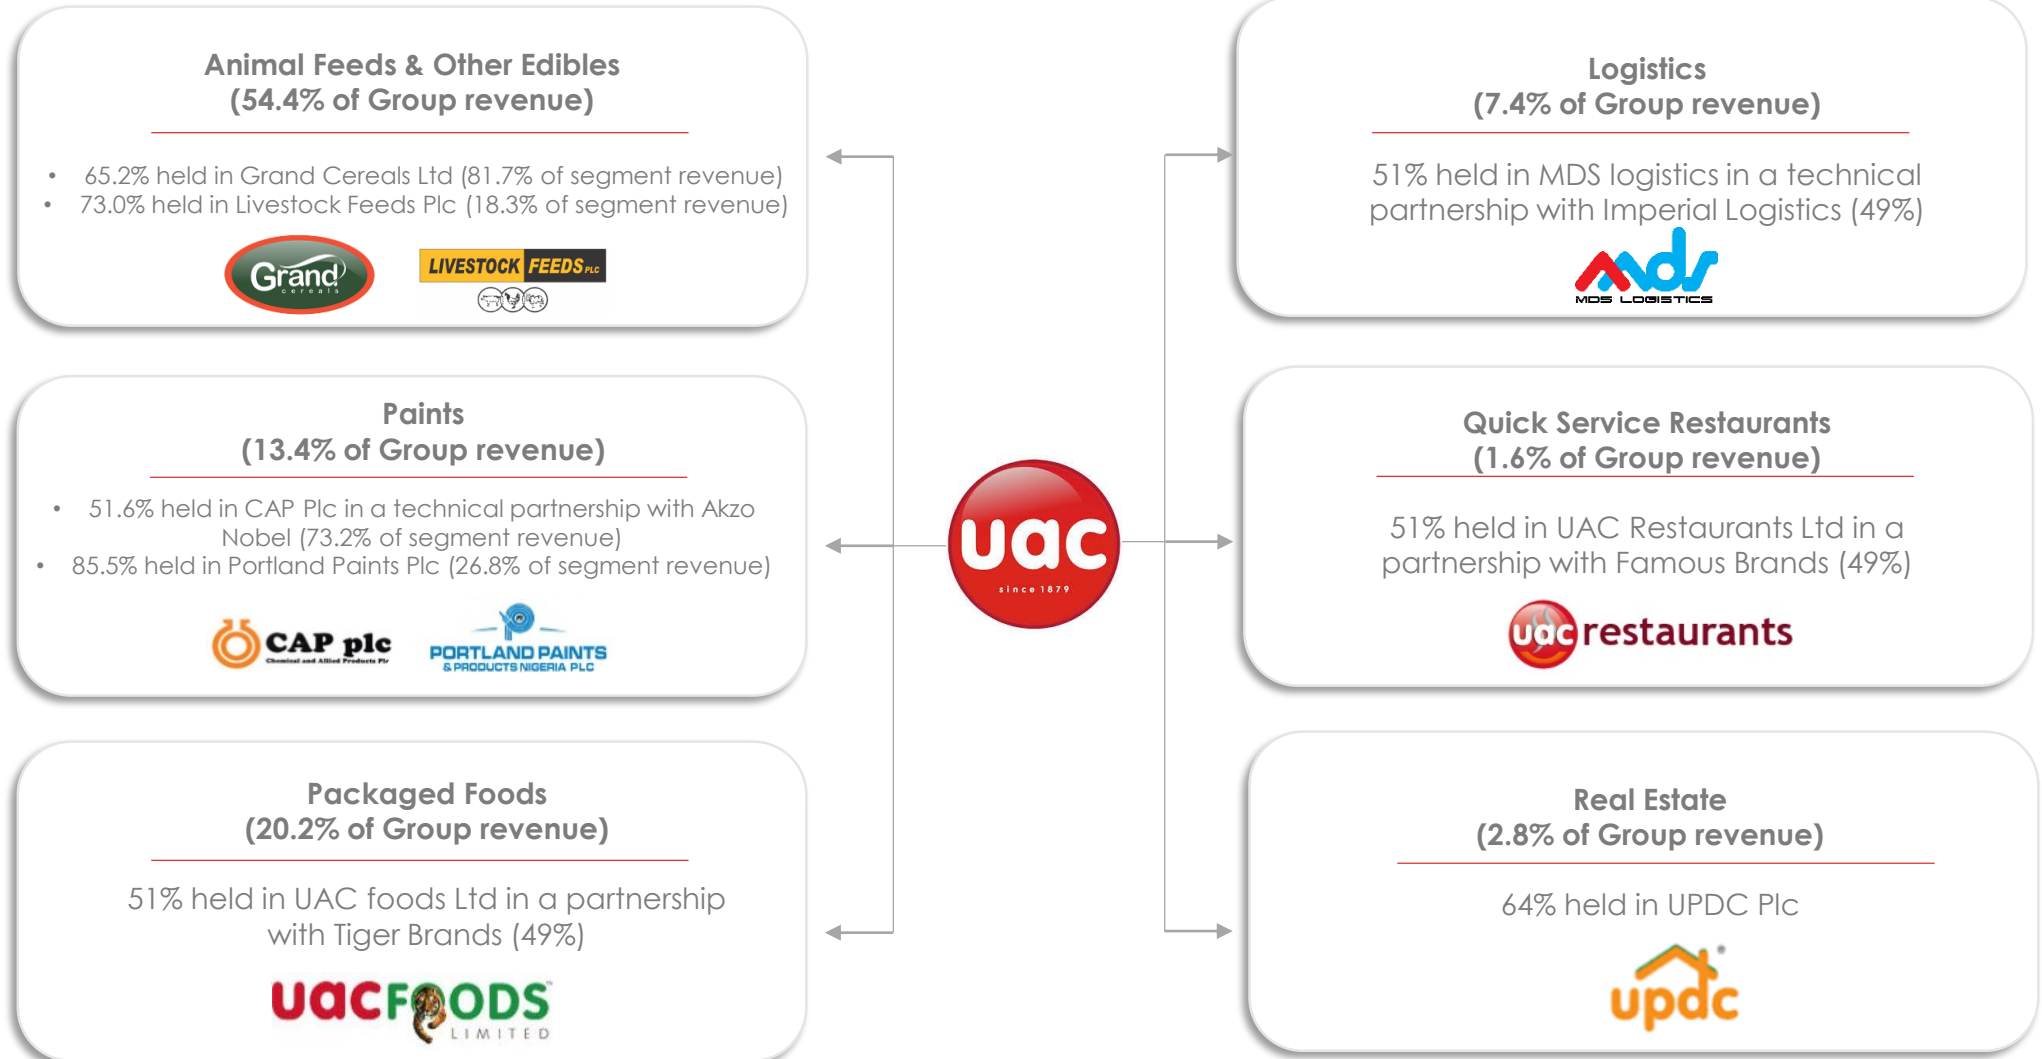 Animal Feeds & Other Edibles
(54.4% of Group revenue)
• 65.2% held in Grand Cereals Ltd (81.7% of segment revenue)
• 73.0% held in Livestock Feeds Plc (18.3% of segment revenue)
Grand
cereals
LIVESTOCK FEEDS PLC
Paints
(13.4% of Group revenue)
• 51.6% held in CAP Plc in a technical partnership with Akzo
Nobel (73.2% of segment revenue)
• 85.5% held in Portland Paints Plc (26.8% of segment revenue)
CAP plc
Chemical and Allied Products Plc
PORTLAND PAINTS
& PRODUCTS NIGERIA PLC
Packaged Foods
(20.2% of Group revenue)
51% held in UAC foods Ltd in a partnership
with Tiger Brands (49%)
UACFOODS
LIMITED
uac
since 1879
Logistics
(7.4% of Group revenue)
51% held in MDS logistics in a technical
partnership with Imperial Logistics (49%)
mds
MDS LOGISTICS
Quick Service Restaurants
(1.6% of Group revenue)
51% held in UAC Restaurants Ltd in a
partnership with Famous Brands (49%)
uac restaurants
Real Estate
(2.8% of Group revenue)
64% held in UPDC Plc
updc